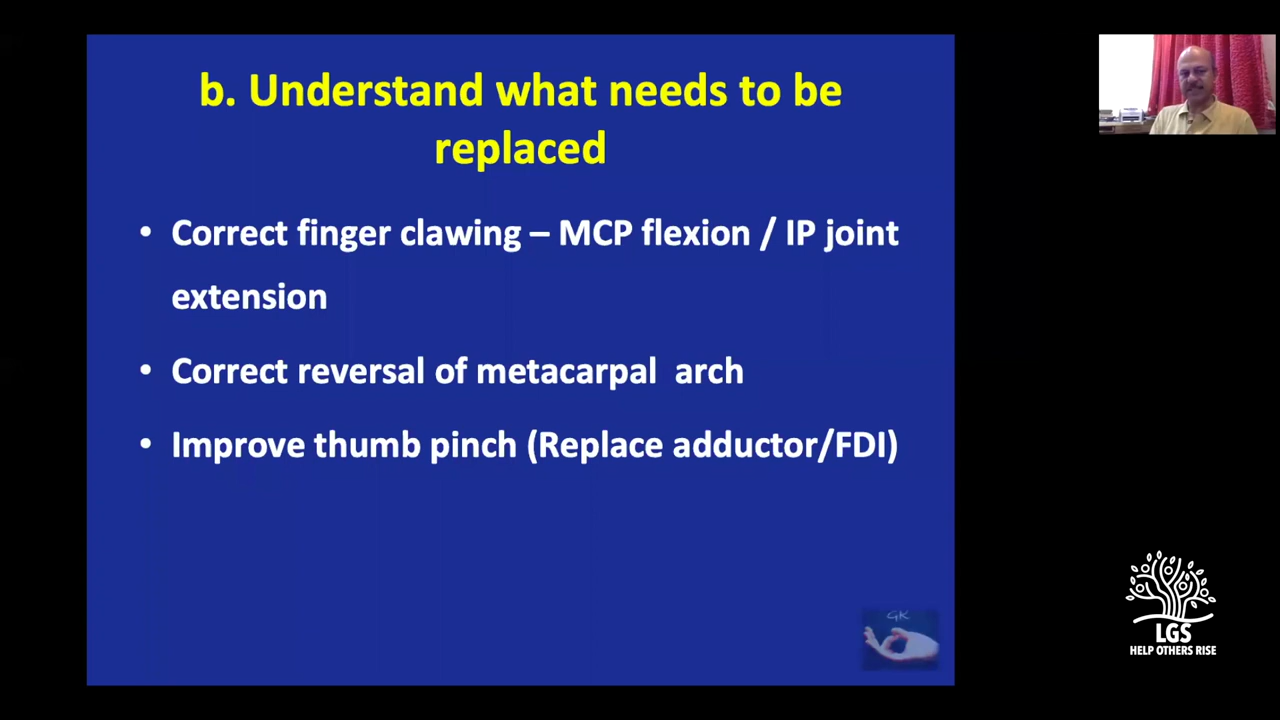 b. Understand what needs to be
replaced
• Correct finger clawing – MCP flexion / IP joint
extension
• Correct reversal of metacarpal arch
• Improve thumb pinch (Replace adductor/FDI)
GK
LGS
HELP OTHERS RISE